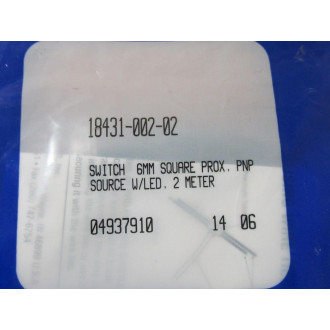 18431-002-02
SWITCH 6MM SQUARE PROX. PNP
SOURCE W/LED. 2 METER
04937910 14 06